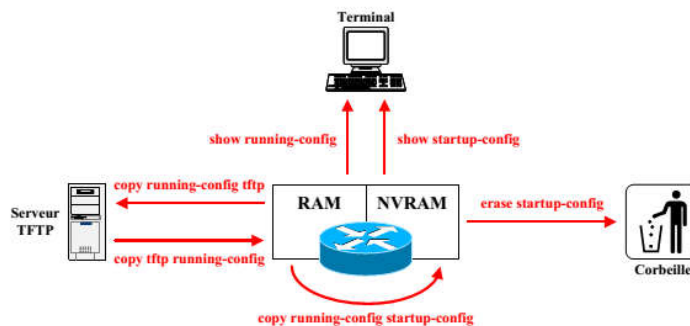 Terminal
show running-config
show startup-config
copy running-config tftp
RAM
NVRAM
erase startup-config
Serveur
TFTP
copy tftp running-config
Corbeille
copy running-config startup-config